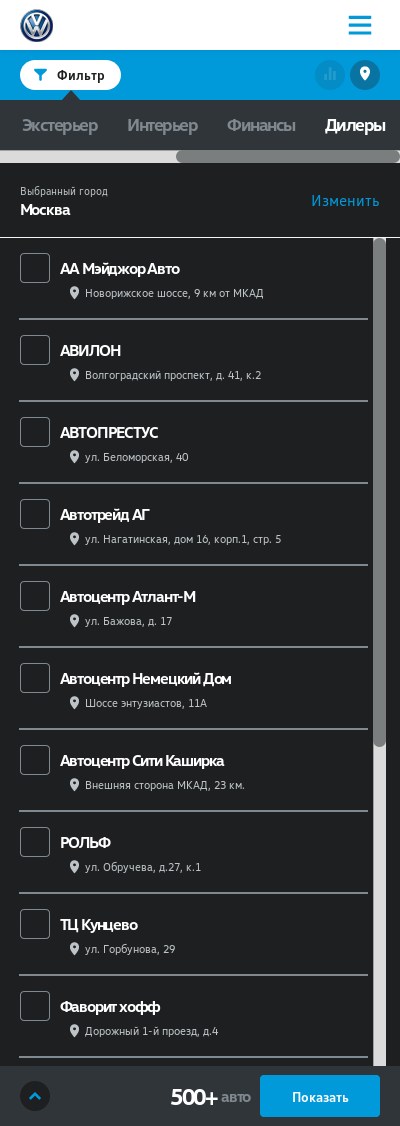 Фильтр
Экстерьер Интерьер Финансы Дилеры
Выбранный город
Москва
Изменить
АА Мэйджор Авто
Новорижское шоссе, 9 км от МКАД
АВИЛОН
Волгоградский проспект, д. 41, к.2
АВТОПРЕСТУС
ул. Беломорская, 40
Автотрейд АГ
ул. Нагатинская, дом 16, корп.1, стр. 5
Автоцентр Атлант-М
ул. Бажова, д. 17
Автоцентр Немецкий Дом
Шоссе энтузиастов, 11А
Автоцентр Сити Каширка
Внешняя сторона МКАД, 23 км.
РОЛЬФ
ул. Обручева, д.27, к.1
ТЦ Кунцево
ул. Горбунова, 29
Фаворит хофф
Дорожный 1-й проезд, д.4
500+ авто
Показать